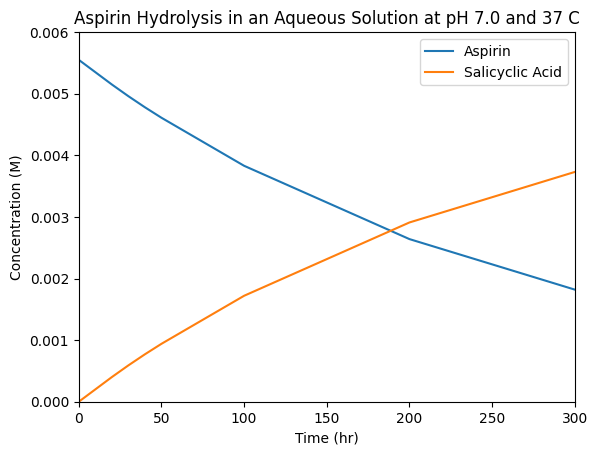 Aspirin Hydrolysis in an Aqueous Solution at pH 7.0 and 37 C
Aspirin
Salicyclic Acid
0.006
0.005
0.004
0.003
0.002
0.001
0.000
Concentration (M)
0 50 100 150 200 250 300
Time (hr)